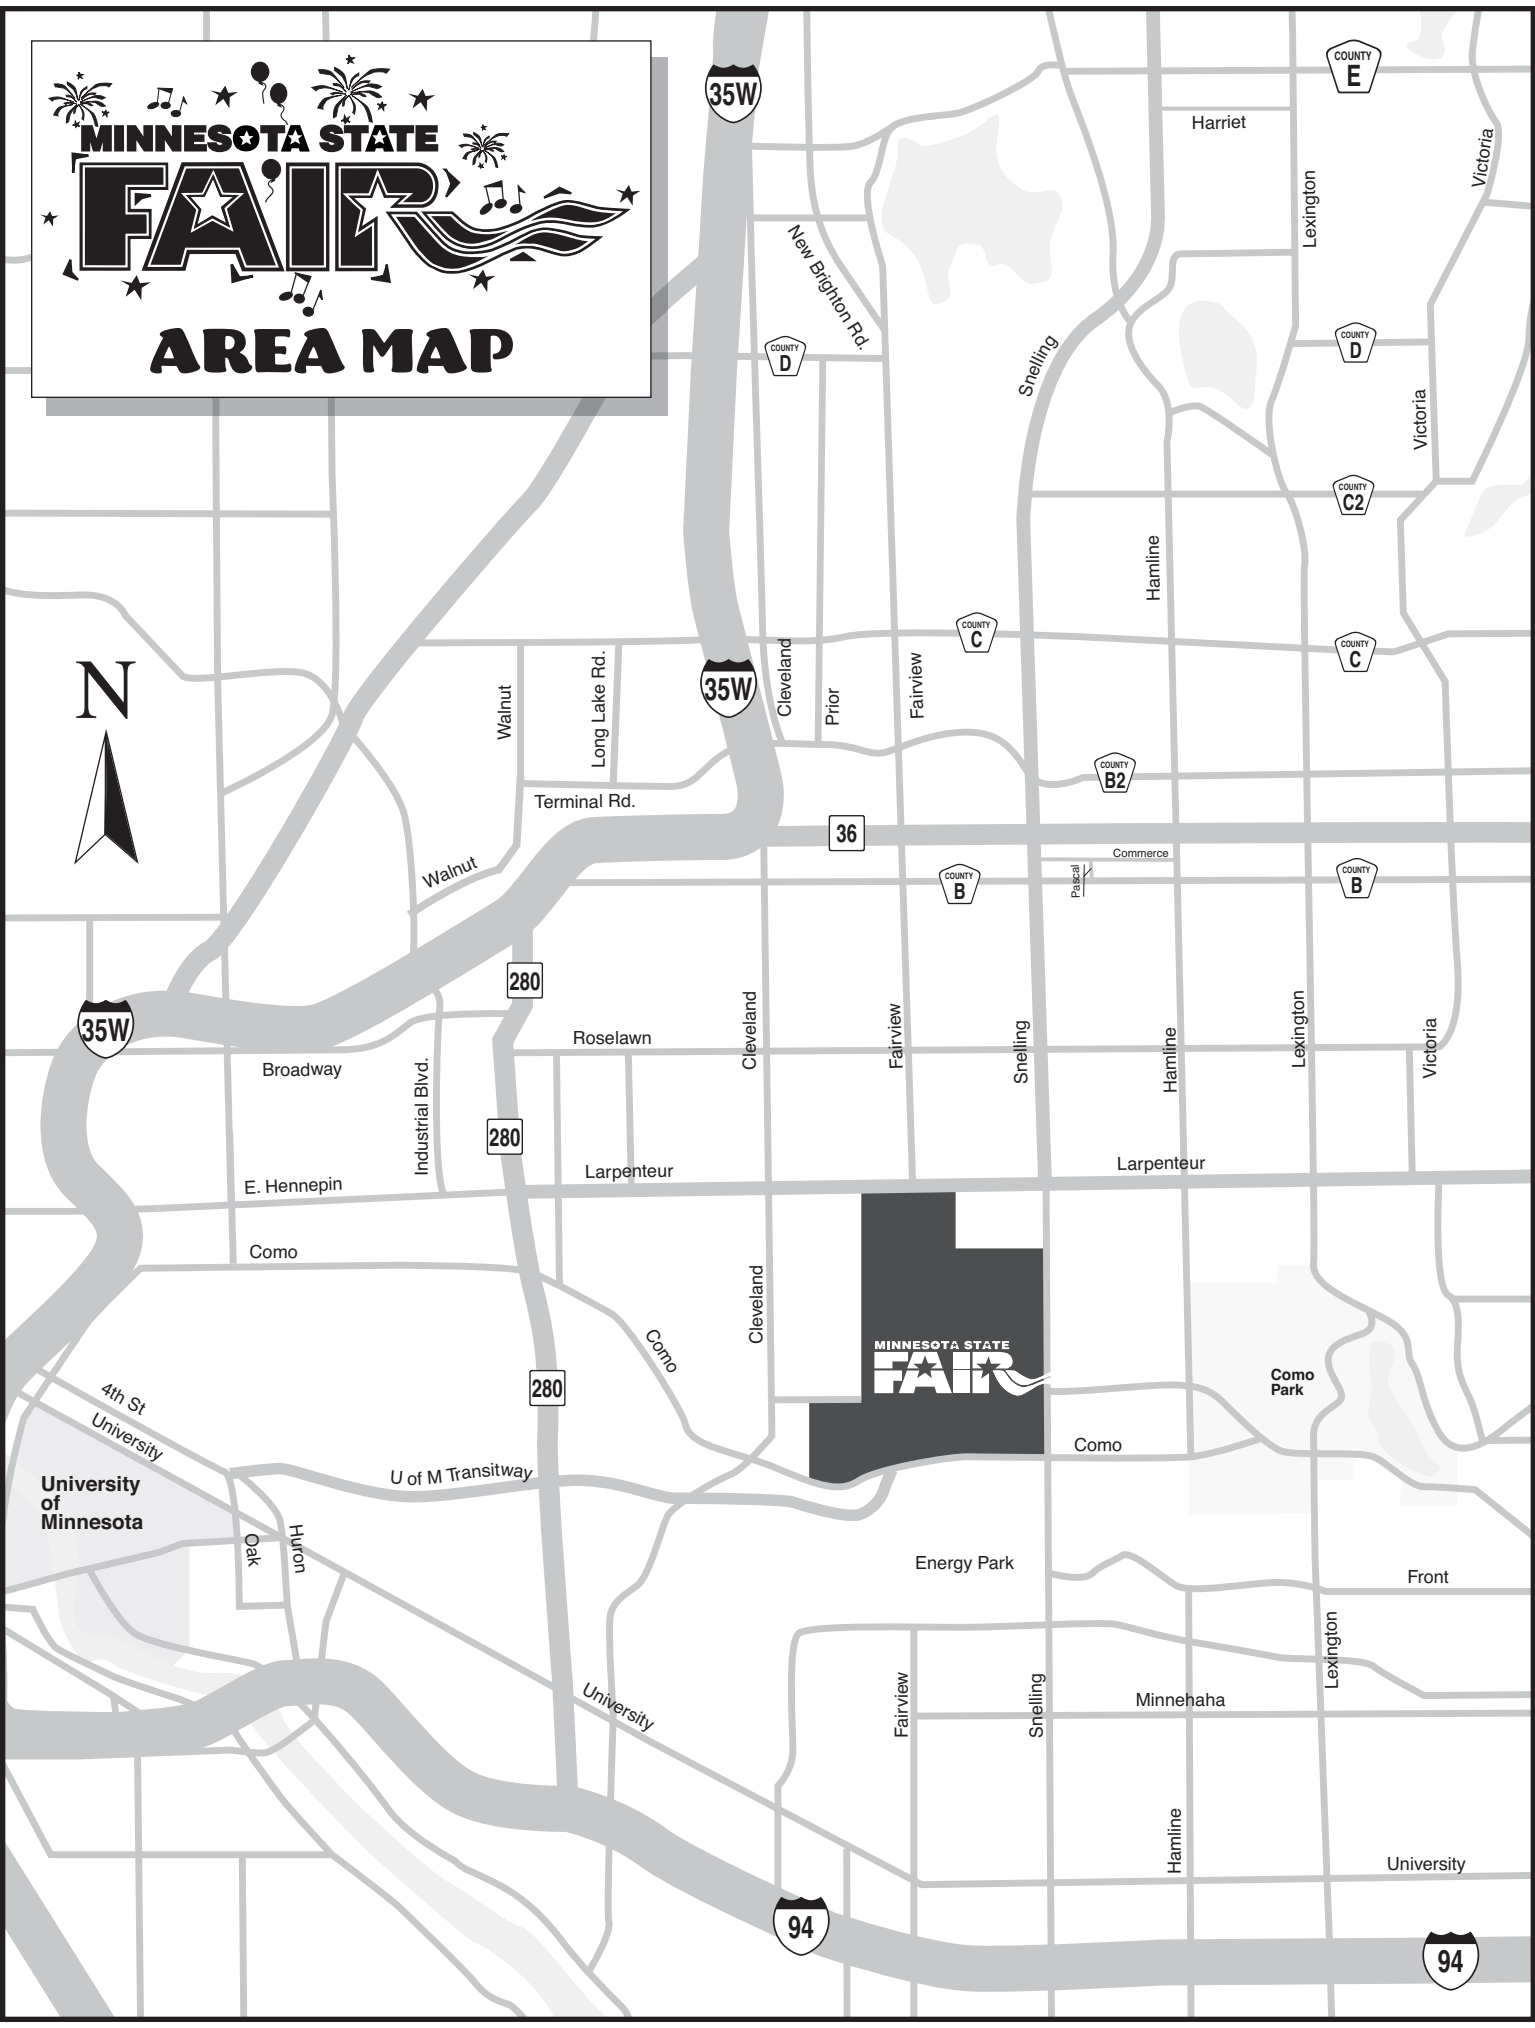 MINNESOTA STATE
FAIR
AREA MAP
35W
COUNTY
E
Harriet
Victoria
Lexington
New Brighton Rd.
Snelling
COUNTY
D
COUNTY
D
Victoria
COUNTY
C2
Hamline
COUNTY
C
COUNTY
C
N
35W
Walnut
Long Lake Rd.
Cleveland
Prior
Fairview
COUNTY
B2
Terminal Rd.
36
Commerce
Pascal
Walnut
COUNTY
B
COUNTY
B
280
35W
Roselawn
Broadway
Industrial Blvd.
Cleveland
Fairview
Snelling
Hamline
Lexington
Victoria
280
Larpenteur
Larpenteur
E. Hennepin
Como
Cleveland
Como
MINNESOTA STATE
FAIR
280
Como
Park
4th St
University
Como
U of M Transitway
University
of
Minnesota
Oak
Huron
Energy Park
Front
Lexington
University
Fairview
Snelling
Minnehaha
Hamline
University
94
94